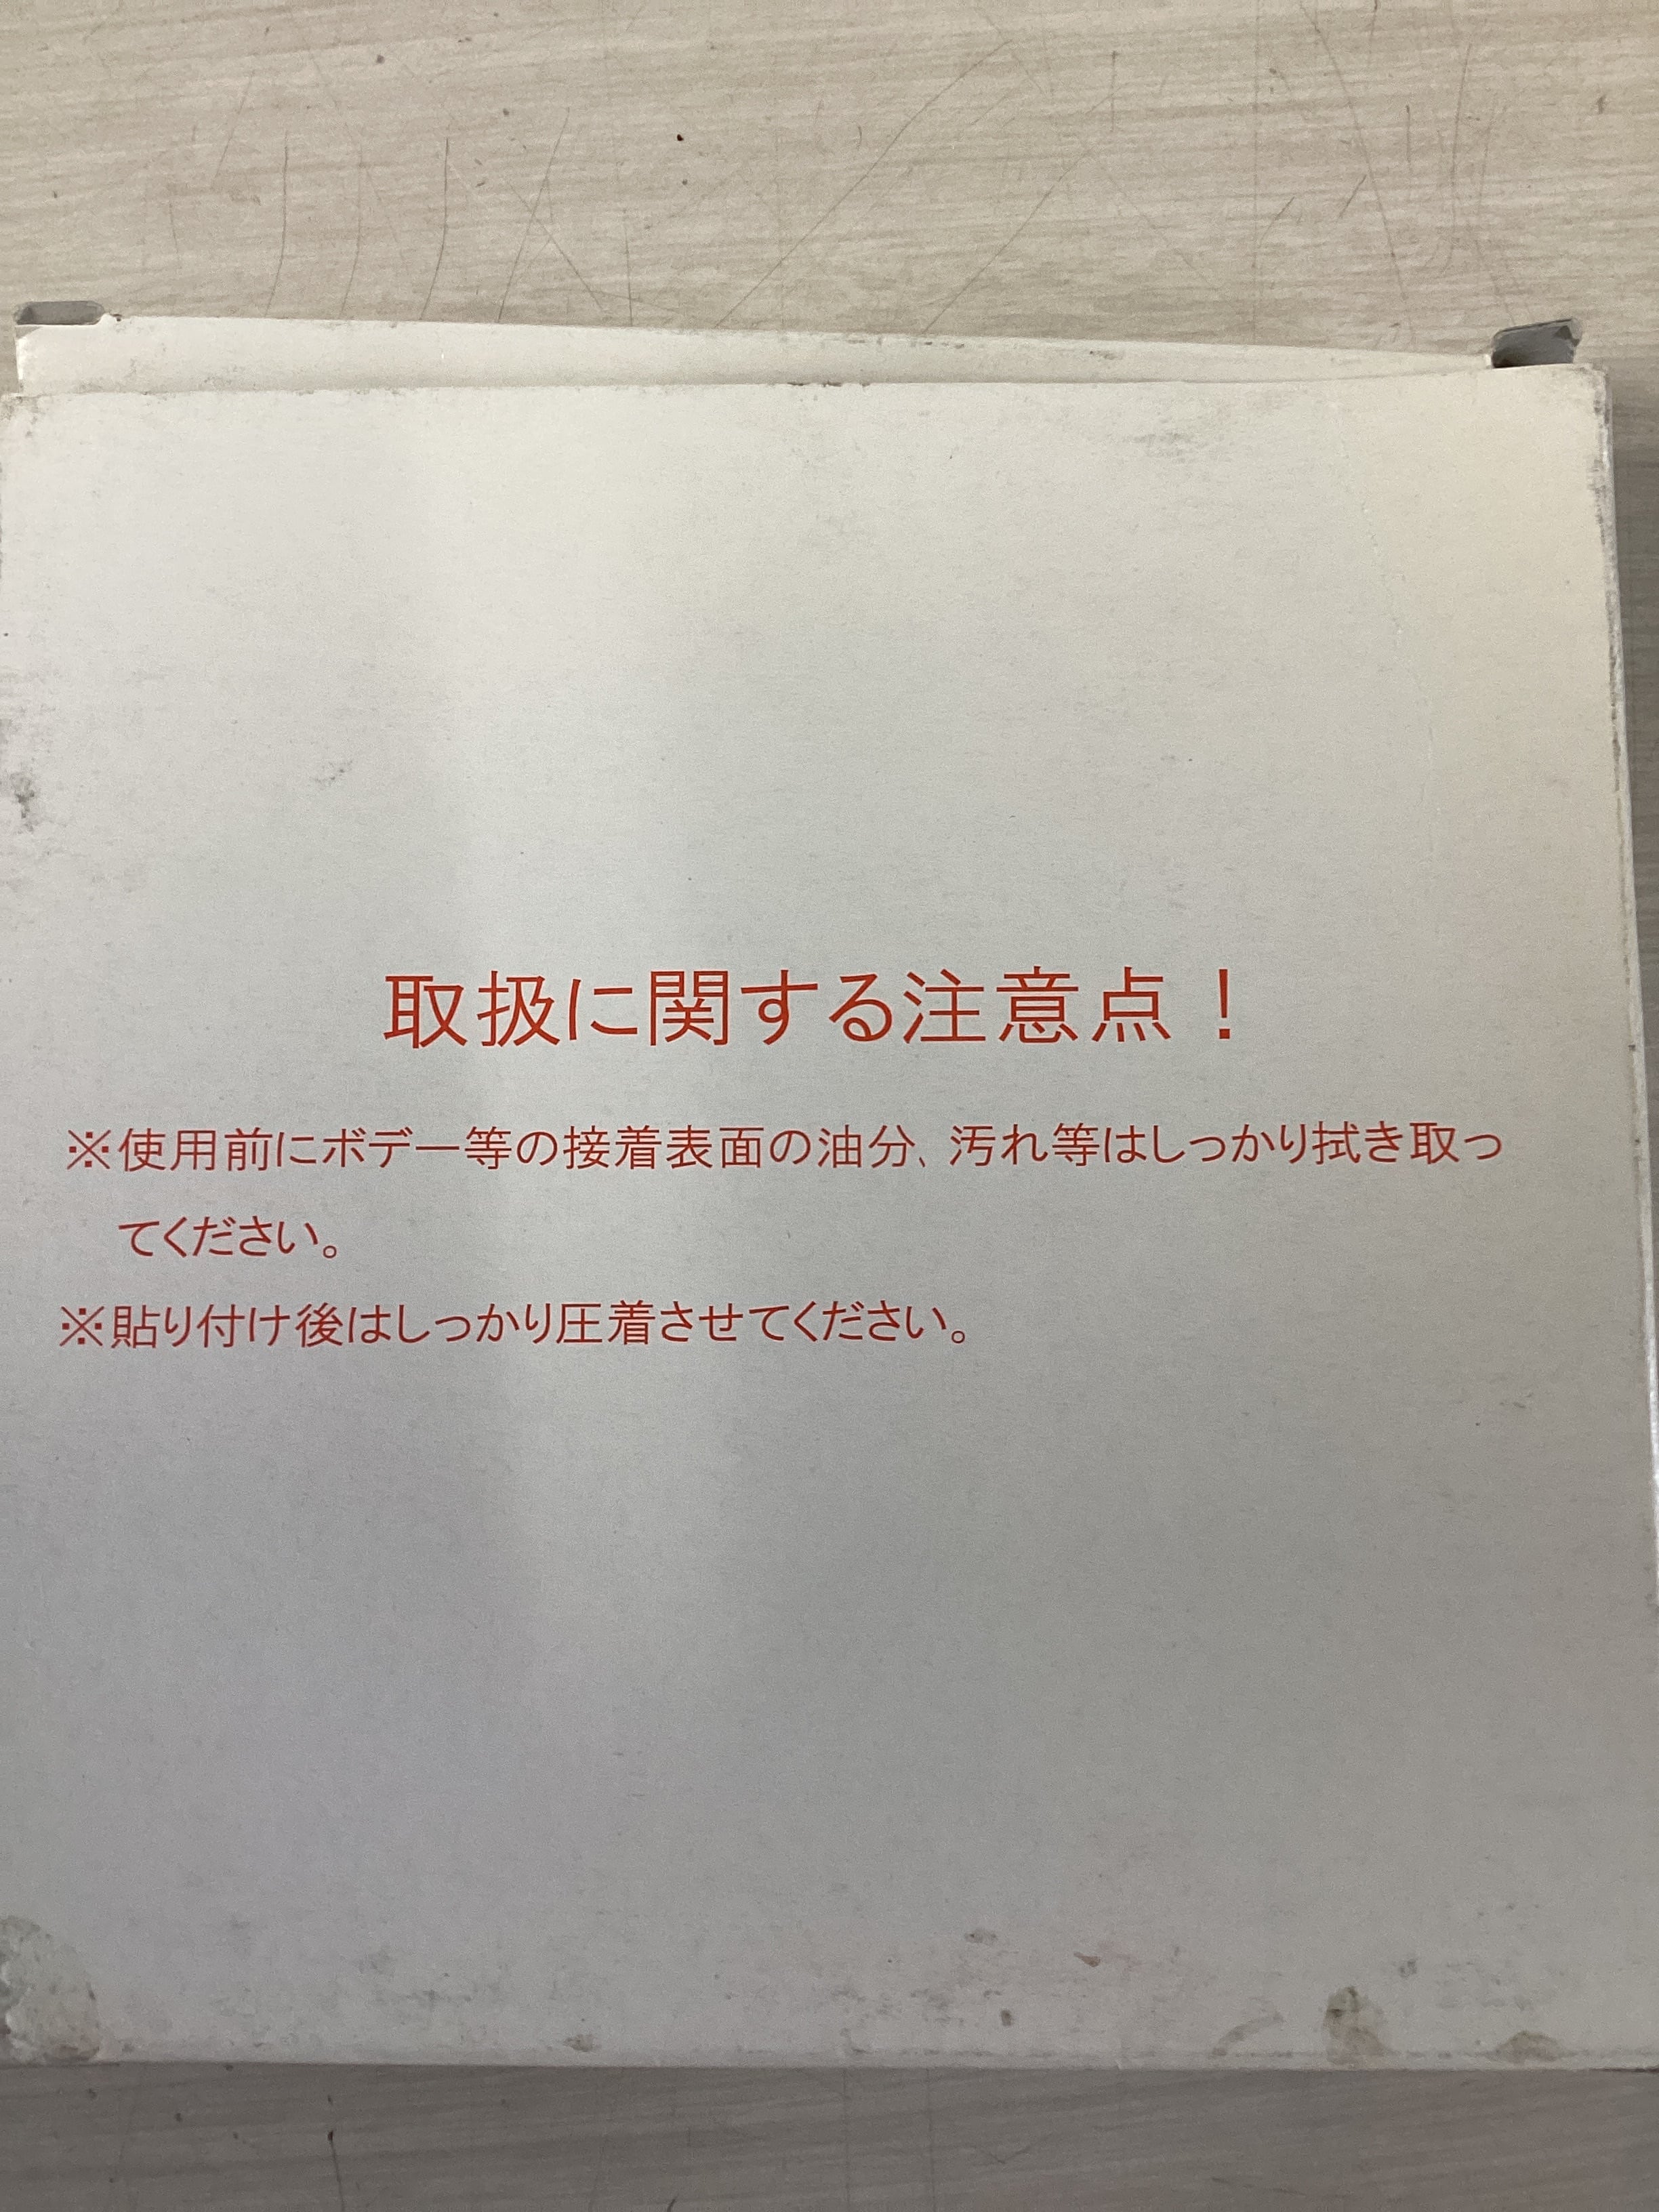 取扱に関する注意点！
※使用前にボデー等の接着表面の油分、汚れ等はしっかり拭き取っ
てください。
※貼り付け後はしっかり圧着させてください。